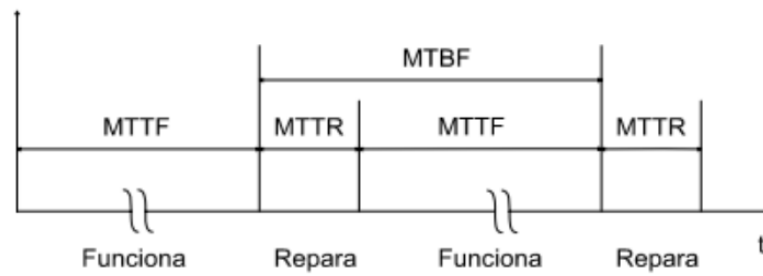 MTBF
MTTF MTTR MTTF MTTR
t
Funciona Repara Funciona Repara